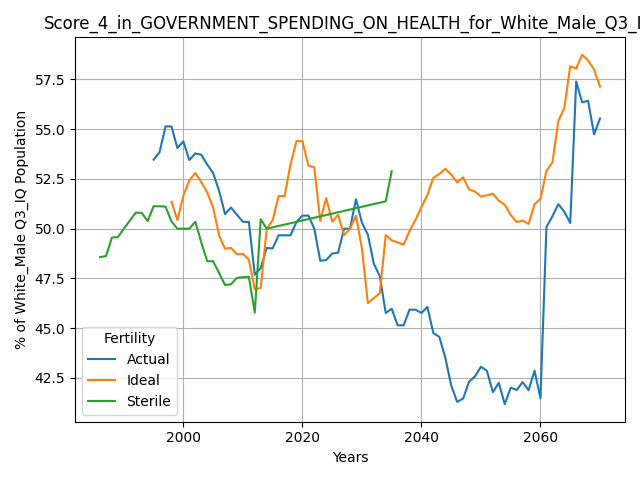 Score_4_in_GOVERNMENT_SPENDING_ON_HEALTH_for_White_Male_Q3_I
57.5
55.0
52.5
50.0
47.5
45.0
42.5
% of White_Male Q3_IQ Population
Fertility
Actual
Ideal
Sterile
2000
2020
2040
2060
Years